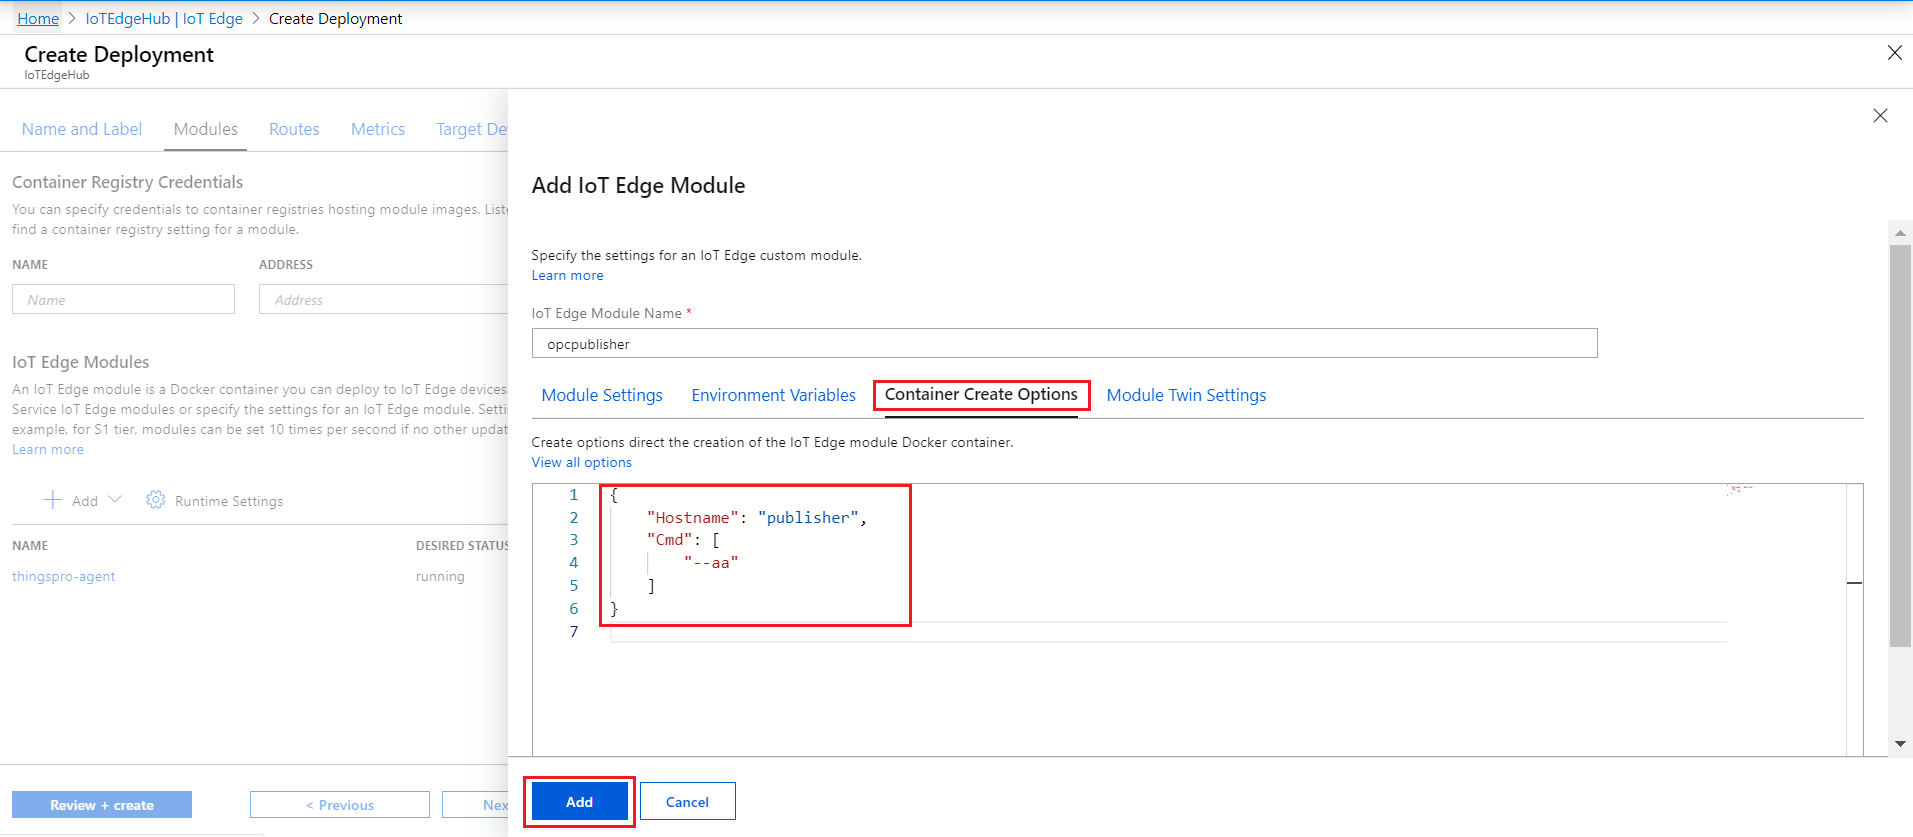 Home > IoTEdgeHub | IoT Edge > Create Deployment
Create Deployment
IoTEdgeHub
Name and Label Modules Routes Metrics Target De
Container Registry Credentials
You can specify credentials to container registries hosting module images. Liste
find a container registry setting for a module.
NAME ADDRESS
Name Address
IoT Edge Modules
An IoT Edge module is a Docker container you can deploy to IoT Edge devices
Service IoT Edge modules or specify the settings for an IoT Edge module. Setti
example, for S1 tier, modules can be set 10 times per second if no other updat
Learn more
Add Runtime Settings
NAME DESIRED STATUS
thingspro-agent running
Review + create < Previous Nex
Add IoT Edge Module
Specify the settings for an IoT Edge custom module.
Learn more
IoT Edge Module Name *
opcpublisher
Module Settings Environment Variables Container Create Options Module Twin Settings
Create options direct the creation of the IoT Edge module Docker container.
View all options
1 {
2 "Hostname": "publisher",
3 "Cmd": [
4 "--aa"
5 ]
6 }
7
Add Cancel